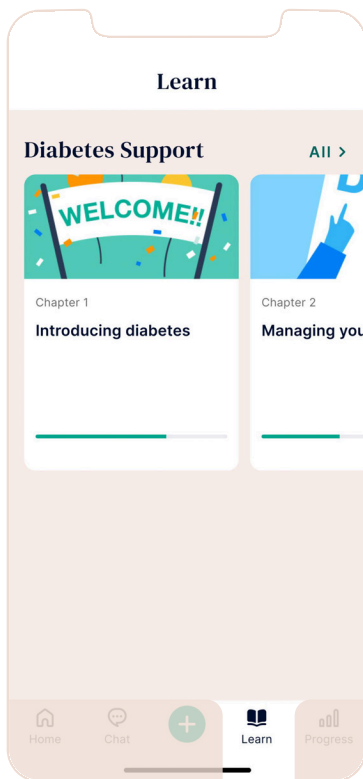 Learn
Diabetes Support
All >
WELCOME!!
Chapter 1
Introducing diabetes
Chapter 2
Managing you
Home
Chat
Learn
Progress